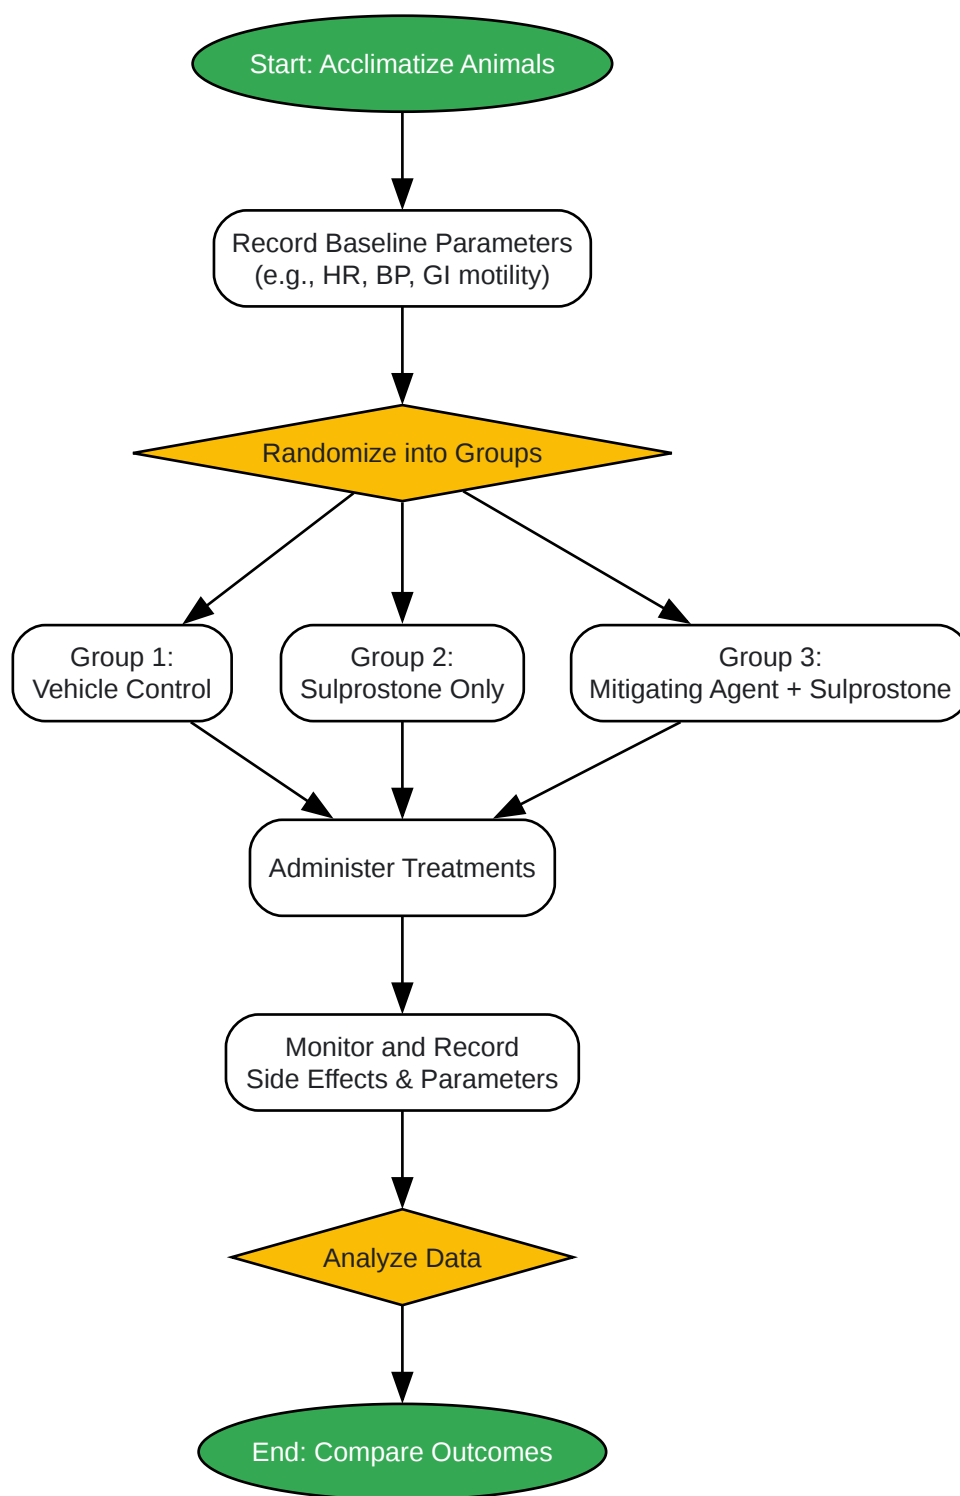 Start: Acclimatize Animals
Record Baseline Parameters
(e.g., HR, BP, GI motility)
Randomize into Groups
Group 1:
Vehicle Control
Group 2:
Sulprostone Only
Group 3:
Mitigating Agent + Sulprostone
Administer Treatments
Monitor and Record
Side Effects & Parameters
Analyze Data
End: Compare Outcomes